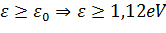 ε ≥ ε₀ ⇒ ε ≥ 1,12eV